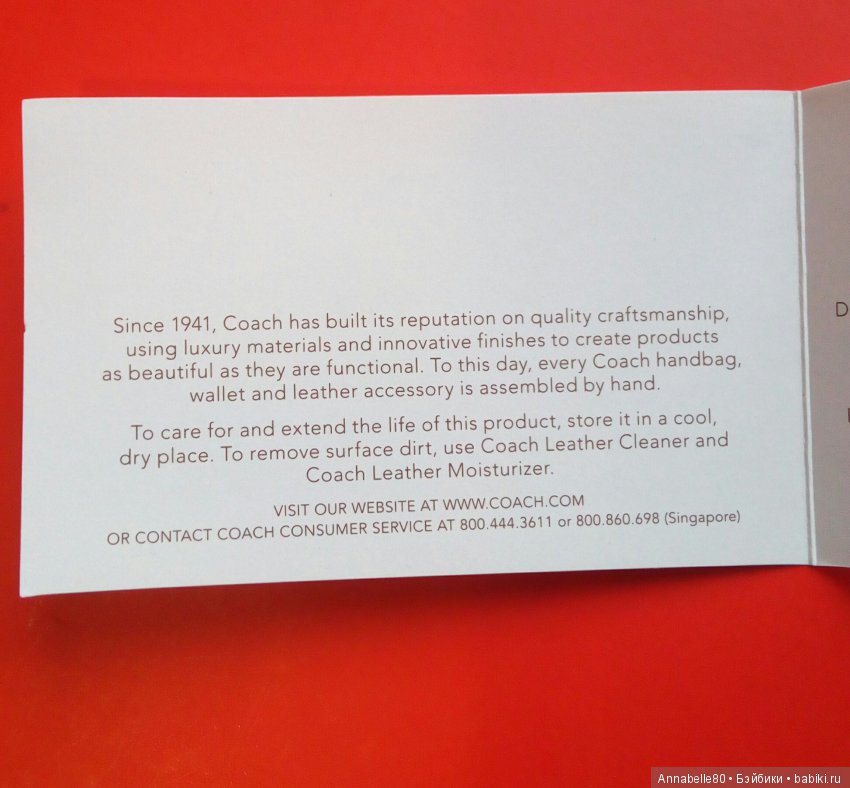 Since 1941, Coach has built its reputation on quality craftsmanship,
using luxury materials and innovative finishes to create products
as beautiful as they are functional. To this day, every Coach handbag,
wallet and leather accessory is assembled by hand.
To care for and extend the life of this product, store it in a cool,
dry place. To remove surface dirt, use Coach Leather Cleaner and
Coach Leather Moisturizer.
VISIT OUR WEBSITE AT WWW.COACH.COM
OR CONTACT COACH CONSUMER SERVICE AT 800.444.3611 or 800.860.698 (Singapore)
D
Annabelle80 • Бэйбики • babiki.ru